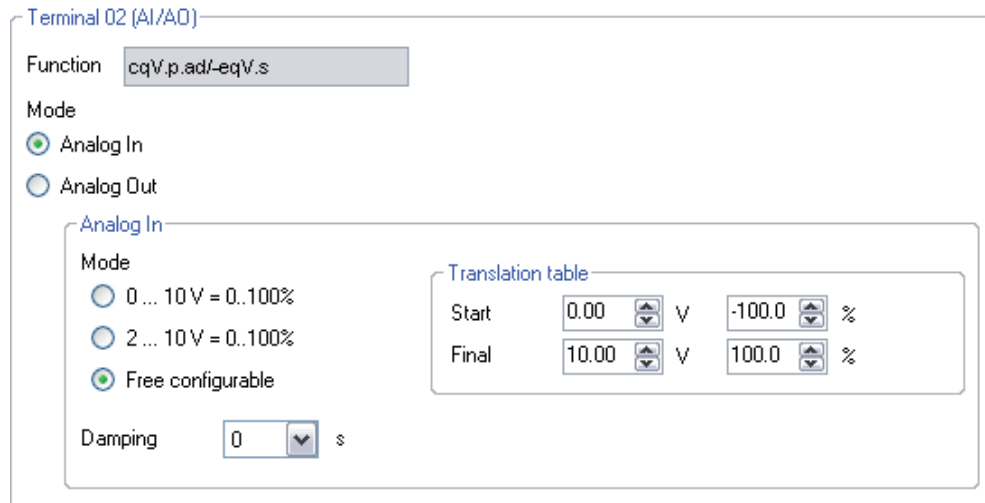 Terminal 02 (AI/AO)
Function cqV.p.ad/-eqV.s
Mode
Analog In
Analog Out
Analog In
Mode
0 ... 10 V = 0..100%
2 ... 10 V = 0..100%
Free configurable
Translation table
Start 0.00 V -100.0 %
Final 10.00 V 100.0 %
Damping 0 s